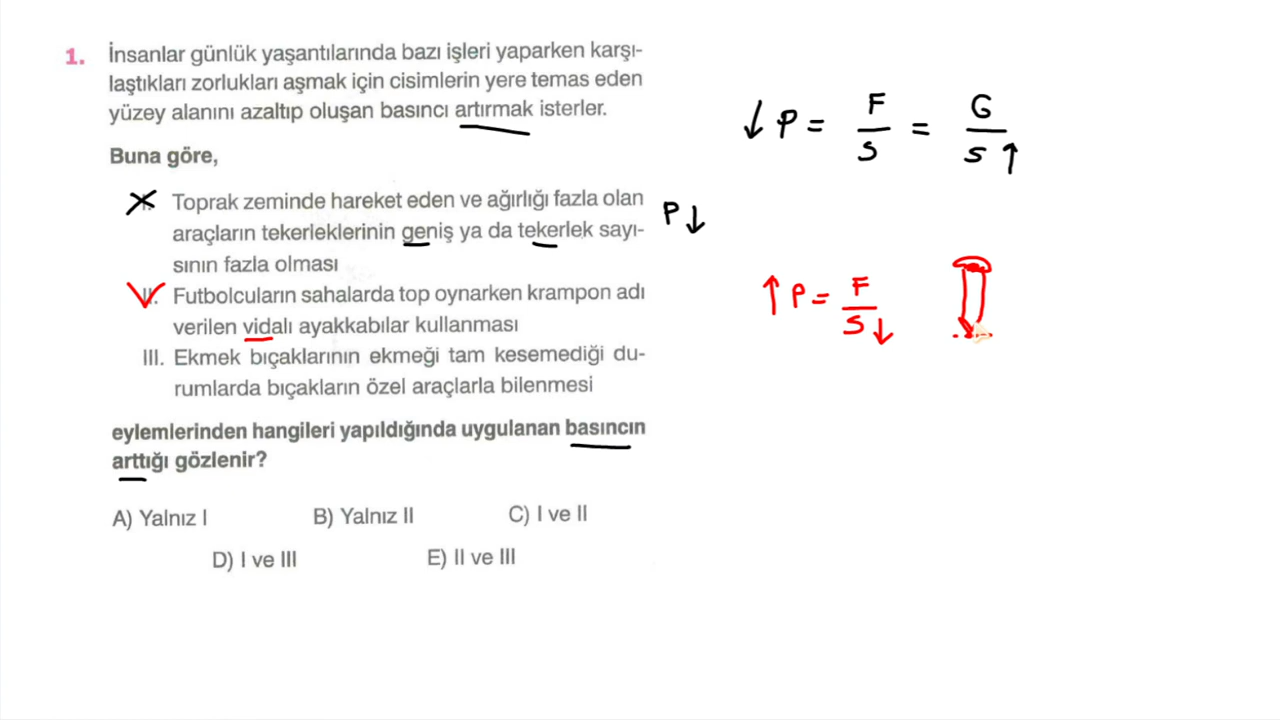 1. İnsanlar günlük yaşantılarında bazı işleri yaparken karşı-
laştıkları zorlukları aşmak için cisimlerin yere temas eden
yüzey alanını azaltıp oluşan basıncı artırmak isterler.
Buna göre,
I. Toprak zeminde hareket eden ve ağırlığı fazla olan
araçların tekerleklerinin geniş ya da tekerlek sayı-
sının fazla olması
II. Futbolcuların sahalarda top oynarken krampon adı
verilen vidalı ayakkabılar kullanması
III. Ekmek bıçaklarının ekmeği tam kesemediği du-
rumlarda bıçakların özel araçlarla bilenmesi
eylemlerinden hangileri yapıldığında uygulanan basıncın
arttığı gözlenir?
A) Yalnız I B) Yalnız II C) I ve II
D) I ve III E) II ve III
↓ P = F/S = G/S ↑
P ↓
↑ P = F/S ↓